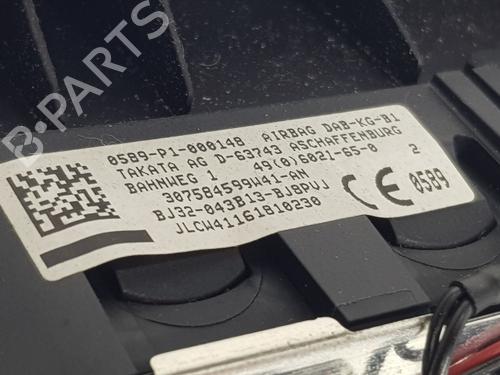 B-PARTS
0589-P1-000148 AIRBAG DAB-KG-B1
TAKATA AG D-63743 ASCHAFFENBURG
BAHNWEG 1 49(0)6021-65-0 2
307584599W41-AN
BJ32-043B13-BJ8PVJ
JLCW41161810230
CE 0589